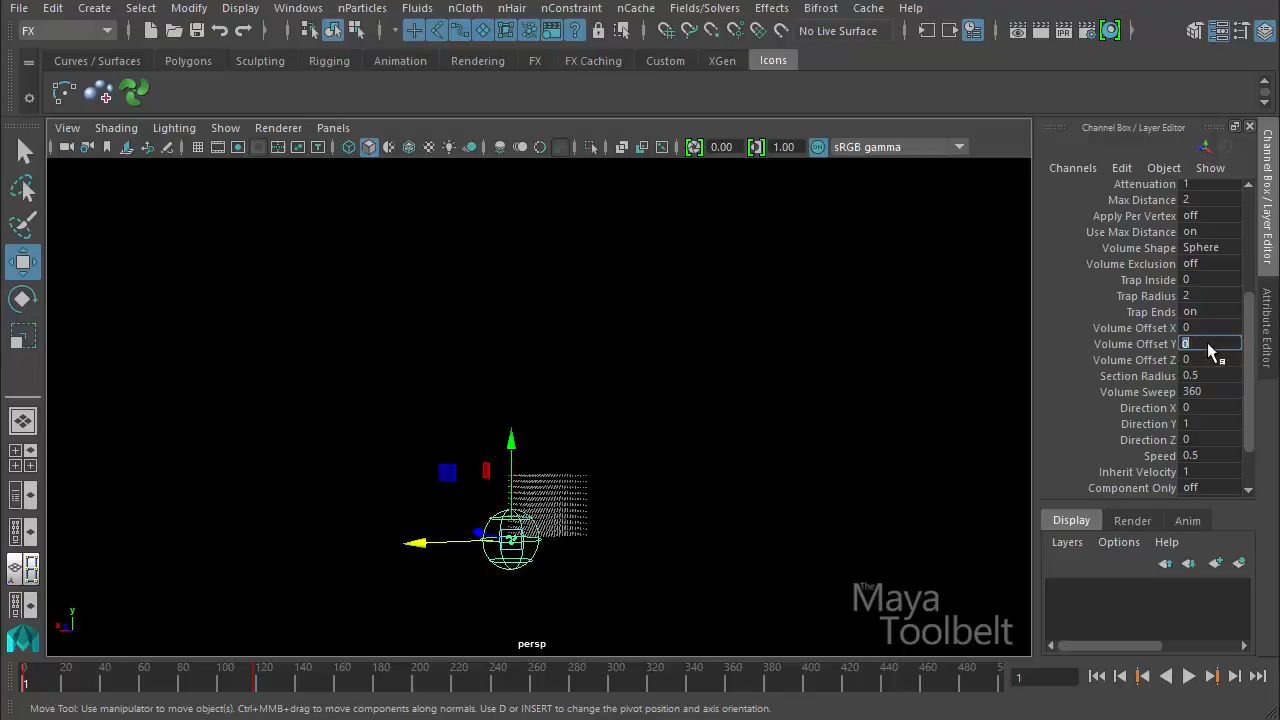 File Edit Create Select Modify Display Windows nParticles Fluids nCloth nHair nConstraint nCache Fields/Solvers Effects Bifrost Cache Help
FX No Live Surface IPR
Curves / Surfaces Polygons Sculpting Rigging Animation Rendering FX FX Caching Custom XGen Icons
View Shading Lighting Show Renderer Panels
0.00 1.00 ON sRGB gamma
Channel Box / Layer Editor
Channels Edit Object Show
Attenuation 1
Max Distance 2
Apply Per Vertex off
Use Max Distance on
Volume Shape Sphere
Volume Exclusion off
Trap Inside 0
Trap Radius 2
Trap Ends on
Volume Offset X 0
Volume Offset Y 0
Volume Offset Z 0
Section Radius 0.5
Volume Sweep 360
Direction X 0
Direction Y 1
Direction Z 0
Speed 0.5
Inherit Velocity 1
Component Only off
Channel Box / Layer Editor
Attribute Editor
Display Render Anim
Layers Options Help
The
Maya
Toolbelt
y
x z
persp
0 20 40 60 80 100 120 140 160 180 200 220 240 260 280 300 320 340 360 380 400 420 440 460 480 50
1 1
Move Tool: Use manipulator to move object(s). Ctrl+MMB+drag to move components along normals. Use D or INSERT to change the pivot position and axis orientation.